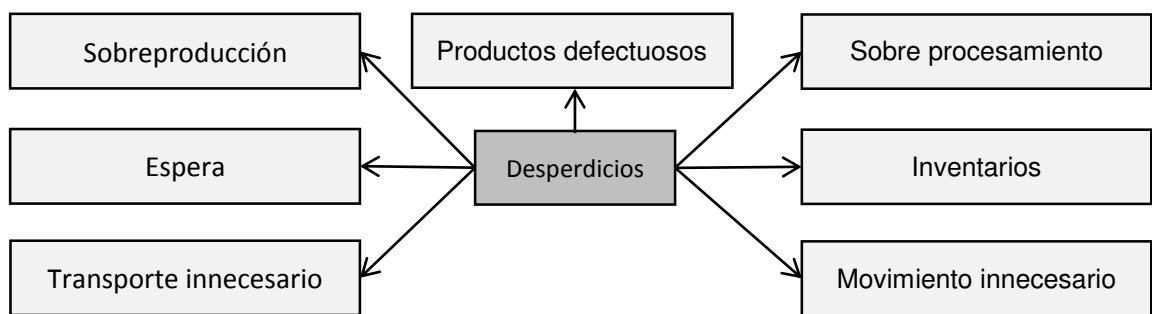 Sobreproducción
Productos defectuosos
Sobre procesamiento
Espera
Desperdicios
Inventarios
Transporte innecesario
Movimiento innecesario